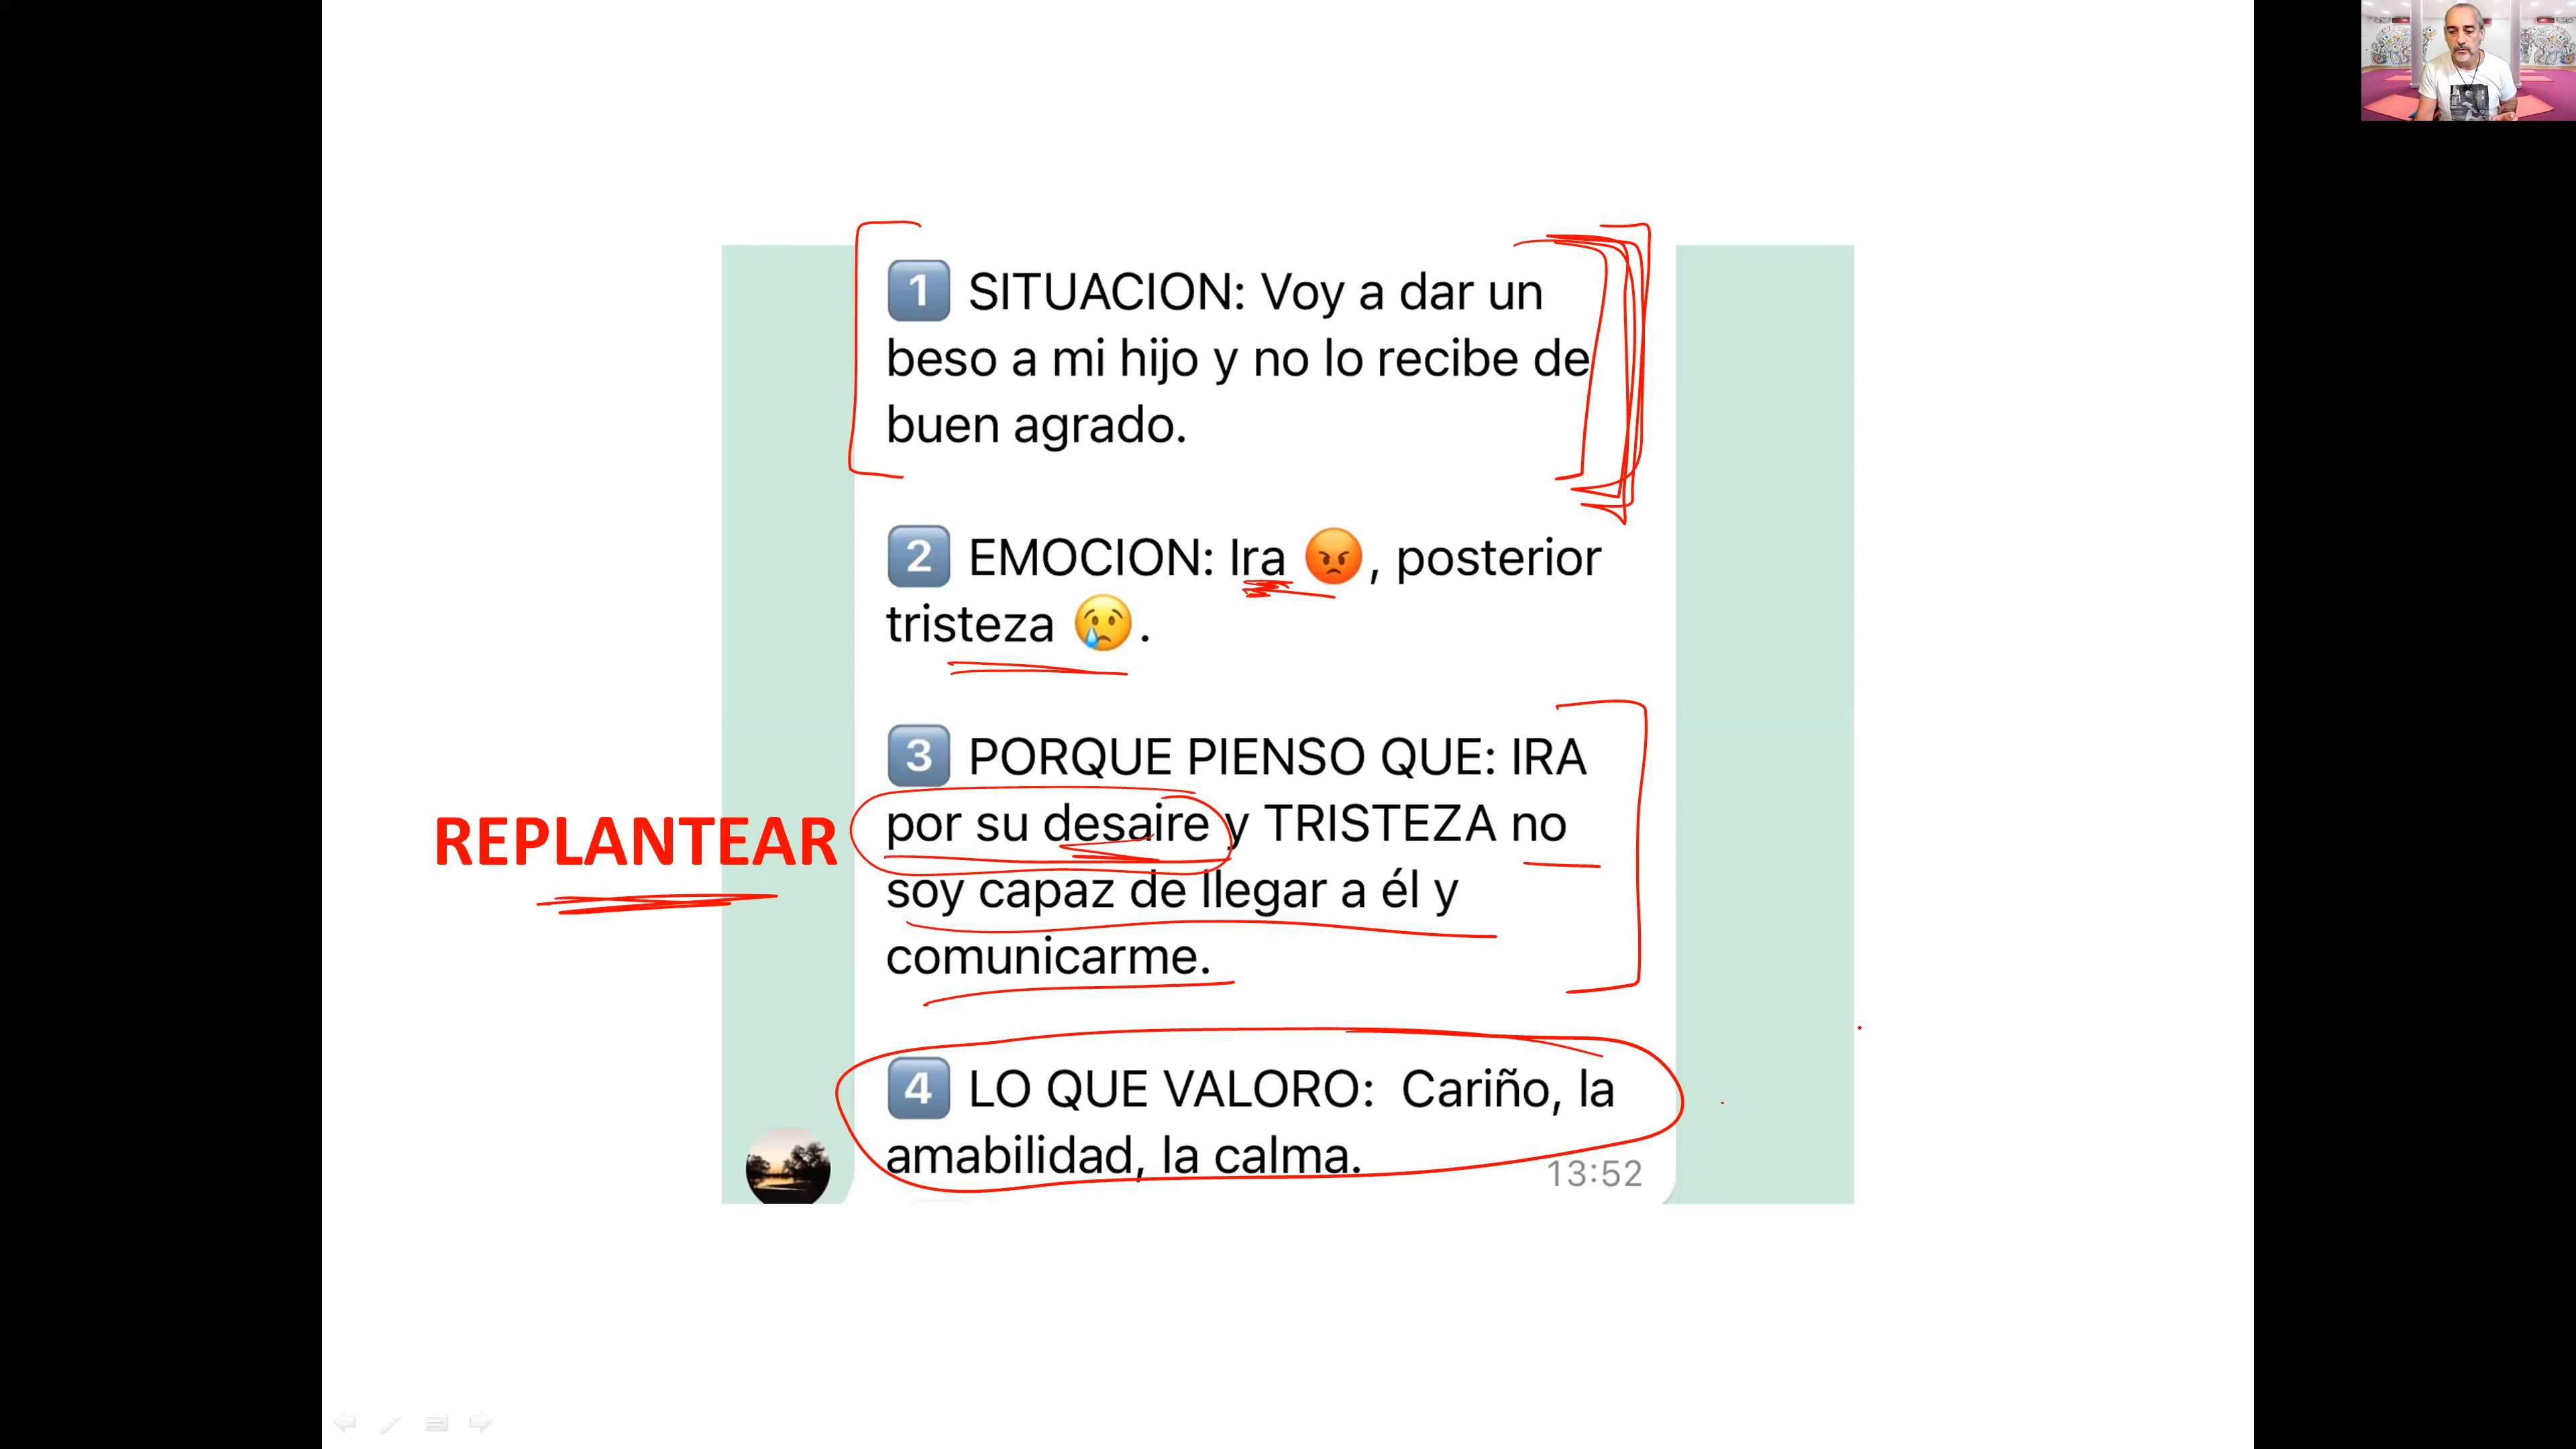 1 SITUACION: Voy a dar un
beso a mi hijo y no lo recibe de
buen agrado.
2 EMOCION: Ira 😡, posterior
tristeza 😢.
3 PORQUE PIENSO QUE: IRA
por su desaire y TRISTEZA no
soy capaz de llegar a él y
comunicarme.
REPLANTEAR
4 LO QUE VALORO: Cariño, la
amabilidad, la calma.
13:52